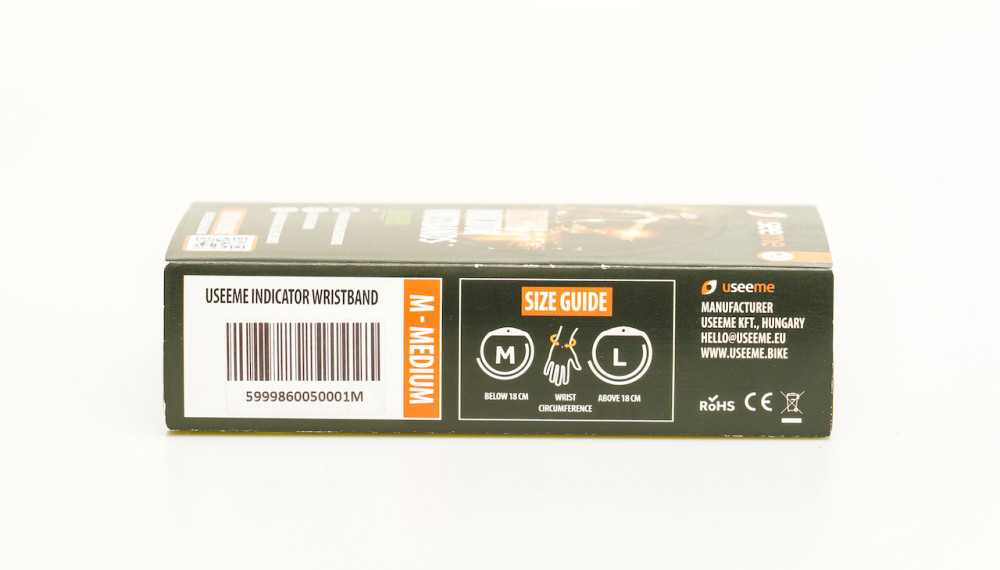 useeme
USEEME INDICATOR WRISTBAND
5999860050001M
M - MEDIUM
SIZE GUIDE
M
L
BELOW 18 CM
WRIST
CIRCUMFERENCE
ABOVE 18 CM
useeme
MANUFACTURER
USEEME KFT., HUNGARY
HELLO@USEEME.EU
WWW.USEEME.BIKE
RoHS
CE